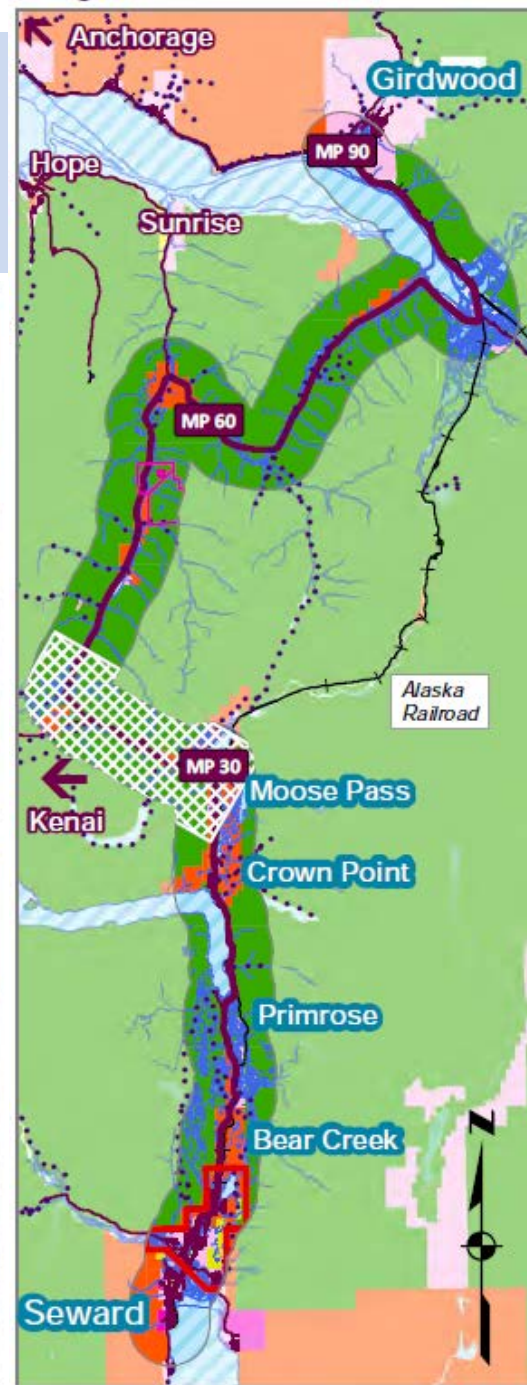 Anchorage
Girdwood
MP 90
Hope
Sunrise
MP 60
Alaska
Railroad
MP 30
Moose Pass
Kenai
Crown Point
Primrose
Bear Creek
N
Seward